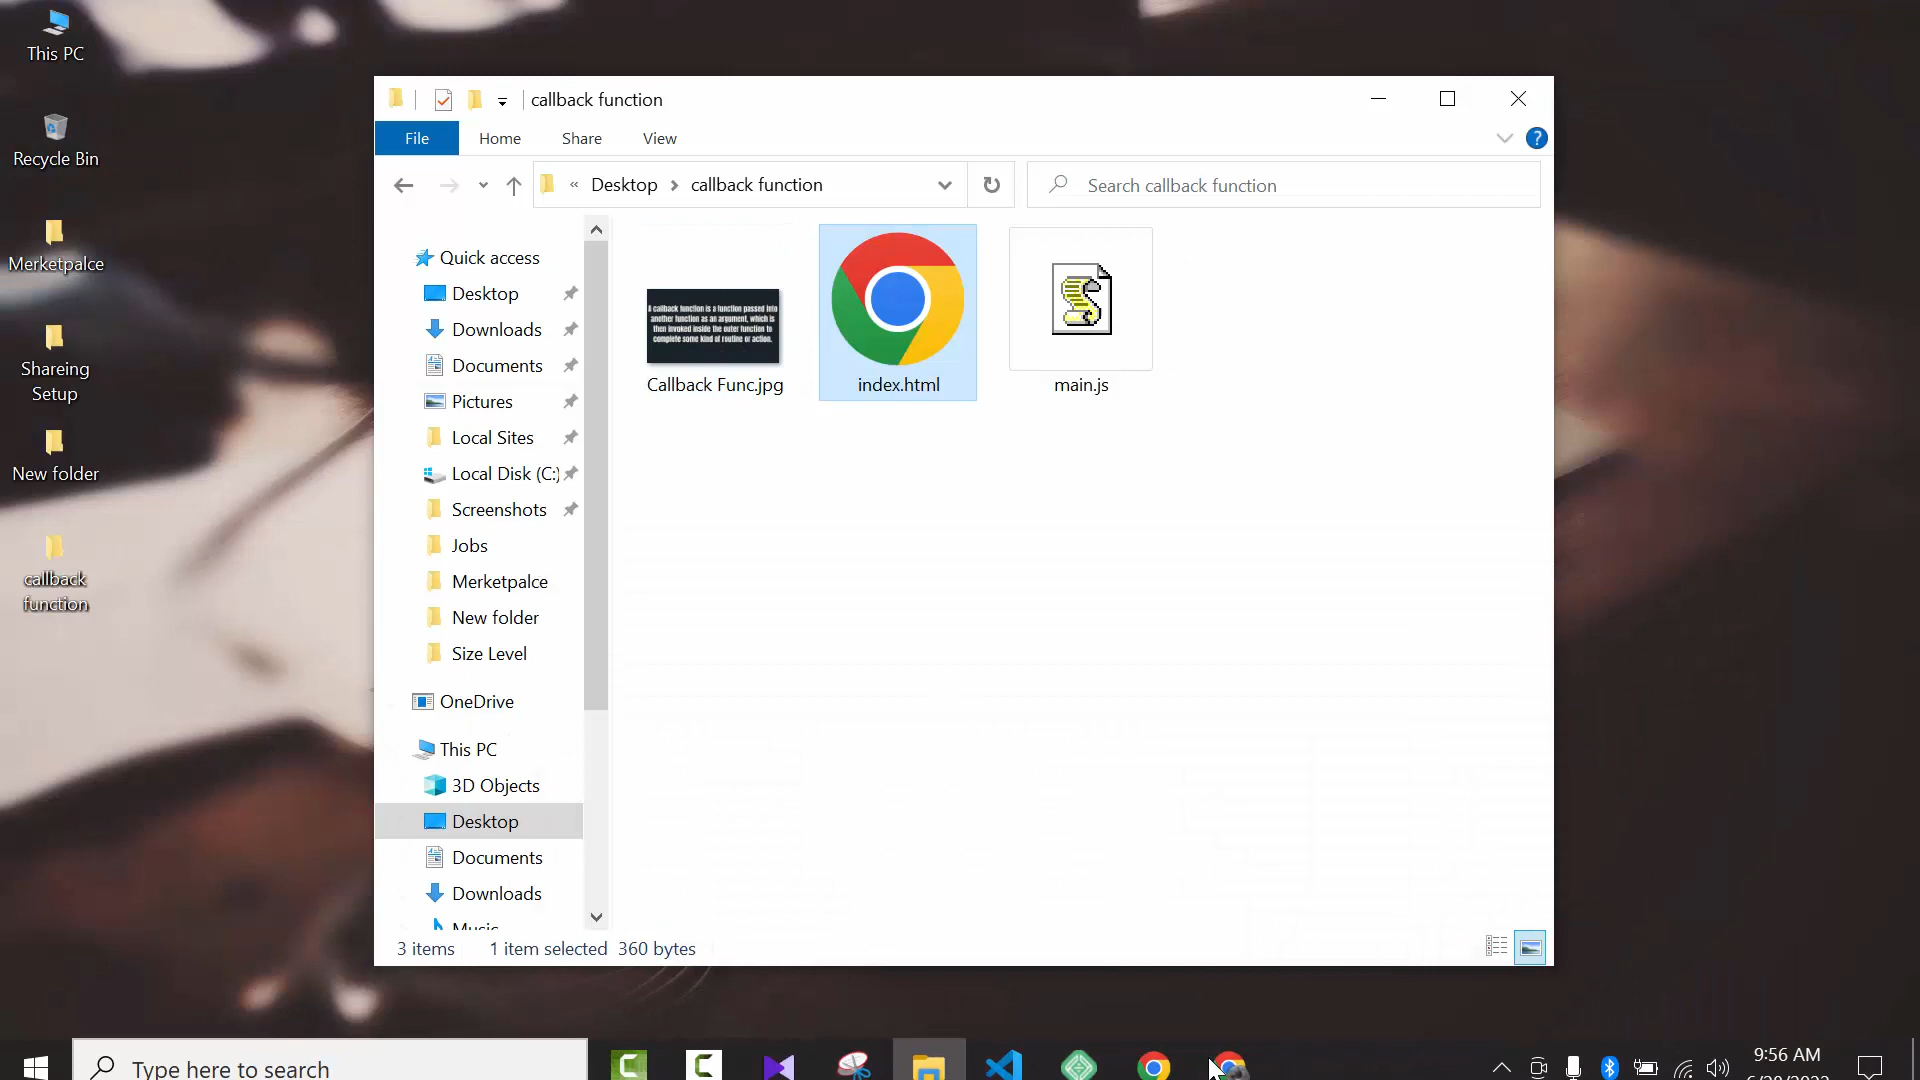 This PC
Recycle Bin
Merketpalce
Shareing
Setup
New folder
callback
function
callback function
File
Home
Share
View
« Desktop > callback function
Search callback function
Quick access
Desktop
Downloads
Documents
Pictures
Local Sites
Local Disk (C:)
Screenshots
Jobs
Merketpalce
New folder
Size Level
OneDrive
This PC
3D Objects
Desktop
Documents
Downloads
Music
A callback function is a function passed into
another function as an argument, which is
then invoked inside the outer function to
complete some kind of routine or action.
Callback Func.jpg
index.html
main.js
3 items
1 item selected 360 bytes
Type here to search
9:56 AM